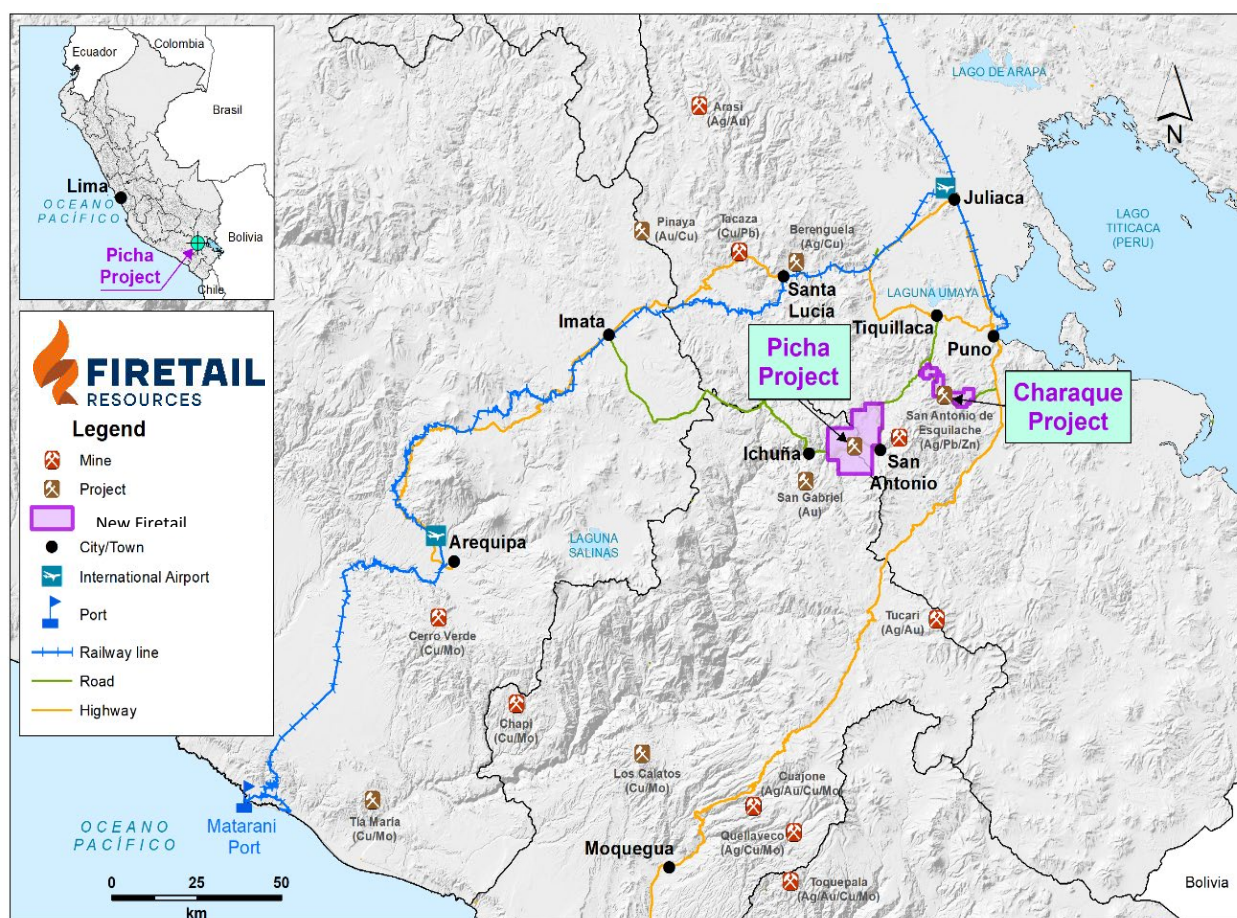 Ecuador
Colombia
Brasil
Lima
OCEANO
PACÍFICO
Bolivia
Picha
Project
Chile
FIRETAIL
RESOURCES
Legend
Mine
Project
New Firetail
City/Town
International Airport
Port
Railway line
Road
Highway
LAGO DE ARAPA
N
Arasi
(Ag/Au)
Juliaca
LAGO
TITICACA
(PERU)
Pinaya
(Au/Cu)
Tacaza
(Cu/Pb)
Berenguela
(Ag/Cu)
Santa
Lucía
LAGUNA UMAYA
Imata
Tiquillaca
Puno
Picha
Project
Charaque
Project
San Antonio de
Esquilache
(Ag/Pb/Zn)
Ichuña
San
Antonio
San Gabriel
(Au)
Arequipa
LAGUNA
SALINAS
Cerro Verde
(Cu/Mo)
Tucari
(Ag/Au)
Chapi
(Cu/Mo)
Los Calatos
(Cu/Mo)
Cuajone
(Ag/Au/Cu/Mo)
Tia Maria
(Cu/Mo)
Quellaveco
(Ag/Cu/Mo)
Matarani
Port
OCEANO
PACÍFICO
Moquegua
Toquepala
(Ag/Au/Cu/Mo)
Bolivia
0 25 50
km